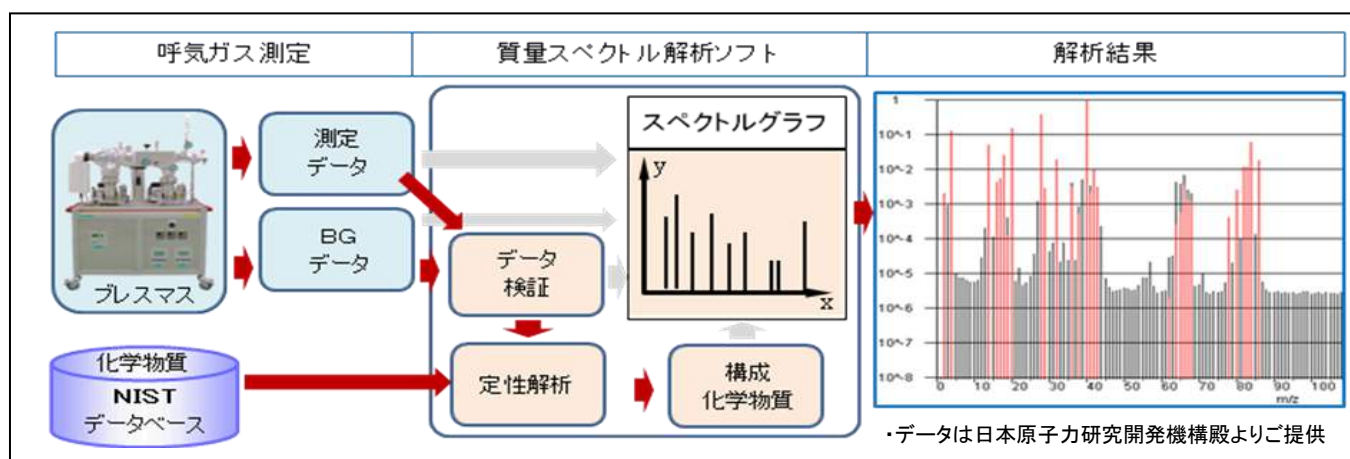 呼気ガス測定
質量スペクトル解析ソフト
解析結果
ブレスマス
測定
データ
BG
データ
化学物質
NIST
データベース
データ
検証
定性解析
構成
化学物質
スペクトルグラフ
y
x
1
10^-1
10^-2
10^-3
10^-4
10^-5
10^-6
10^-7
10^-8
0 10 20 30 40 50 60 70 80 90 100
m/z
・データは日本原子力研究開発機構殿よりご提供